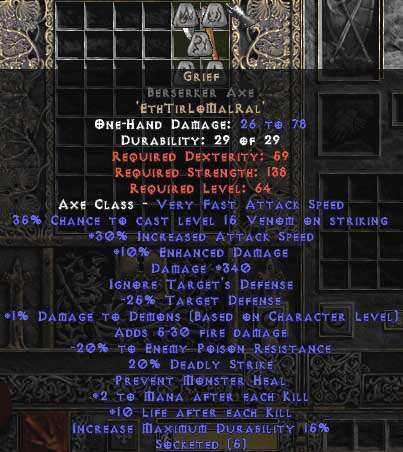 Grief
Berserker Axe
'EthTirLoMalRal'
One-Hand Damage: 26 to 78
Durability: 29 of 29
Required Dexterity: 59
Required Strength: 138
Required Level: 64
Axe Class - Very Fast Attack Speed
35% Chance to cast level 15 Venom on striking
+30% Increased Attack Speed
+10% Enhanced Damage
Damage +340
Ignore Target's Defense
-25% Target Defense
+1% Damage to Demons (Based on Character Level)
Adds 5-30 fire damage
-20% to Enemy Poison Resistance
20% Deadly Strike
Prevent Monster Heal
+2 to Mana after each Kill
+10 Life after each Kill
Increase Maximum Durability 15%
Socketed (5)